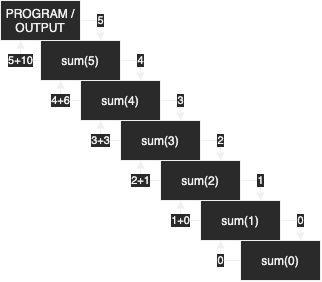 PROGRAM /
OUTPUT
5
5+10
sum(5)
4
4+6
sum(4)
3
3+3
sum(3)
2
2+1
sum(2)
1
1+0
sum(1)
0
0
sum(0)